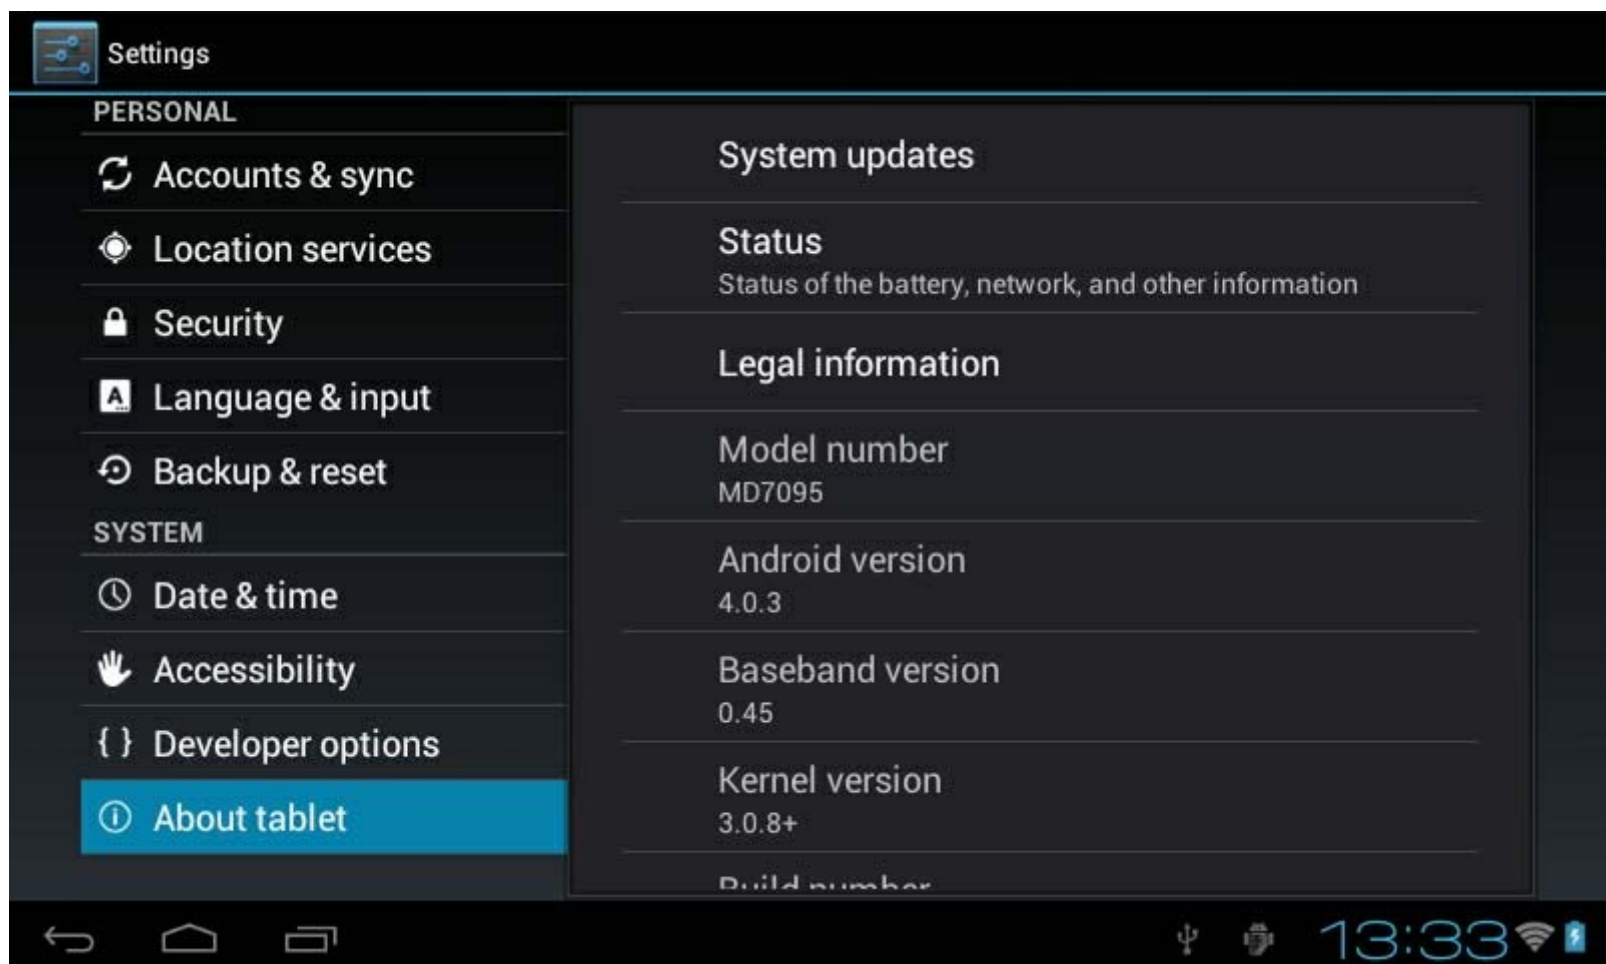 Settings
PERSONAL
Accounts & sync
Location services
Security
Language & input
Backup & reset
SYSTEM
Date & time
Accessibility
{ } Developer options
About tablet
System updates
Status
Status of the battery, network, and other information
Legal information
Model number
MD7095
Android version
4.0.3
Baseband version
0.45
Kernel version
3.0.8+
Build number
13:33